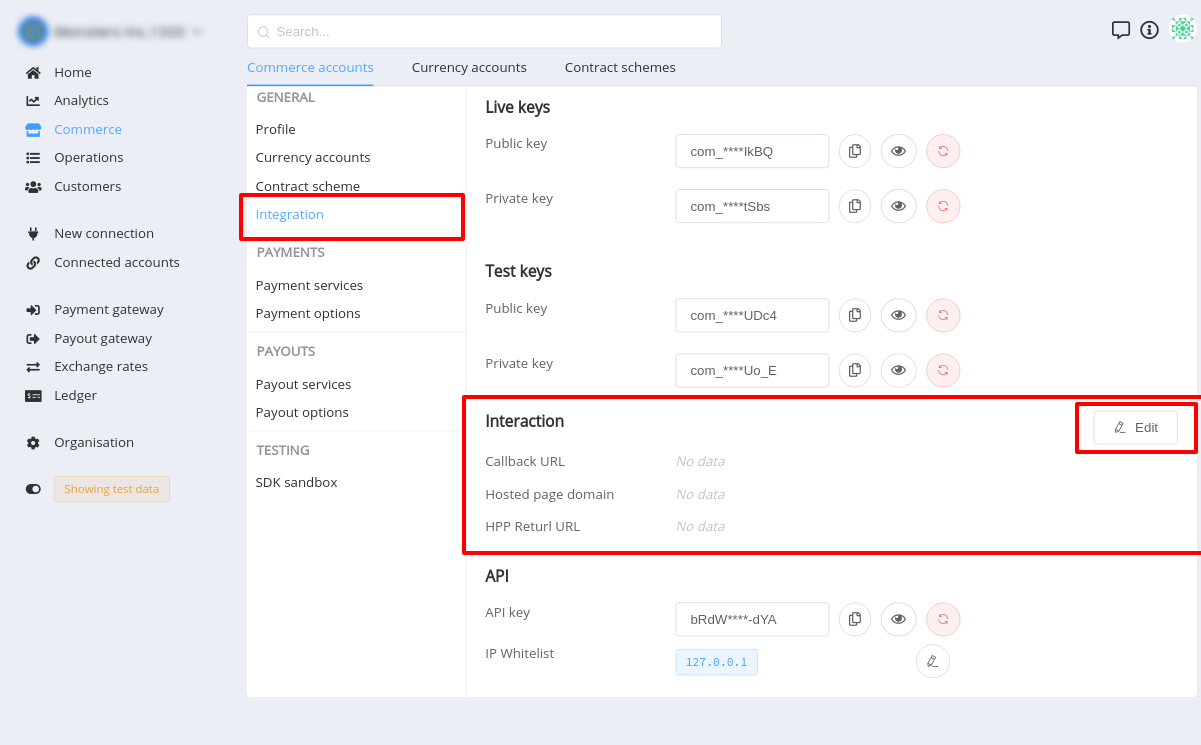 Search...
Home
Analytics
Commerce
Operations
Customers
New connection
Connected accounts
Payment gateway
Payout gateway
Exchange rates
Ledger
Organisation
Showing test data
Commerce accounts
Currency accounts
Contract schemes
GENERAL
Profile
Currency accounts
Contract scheme
Integration
PAYMENTS
Payment services
Payment options
PAYOUTS
Payout services
Payout options
TESTING
SDK sandbox
Live keys
Public key com_****IkBQ
Private key com_****tSbs
Test keys
Public key com_****UDc4
Private key com_****Uo_E
Interaction Edit
Callback URL No data
Hosted page domain No data
HPP Returl URL No data
API
API key bRdW****-dYA
IP Whitelist 127.0.0.1